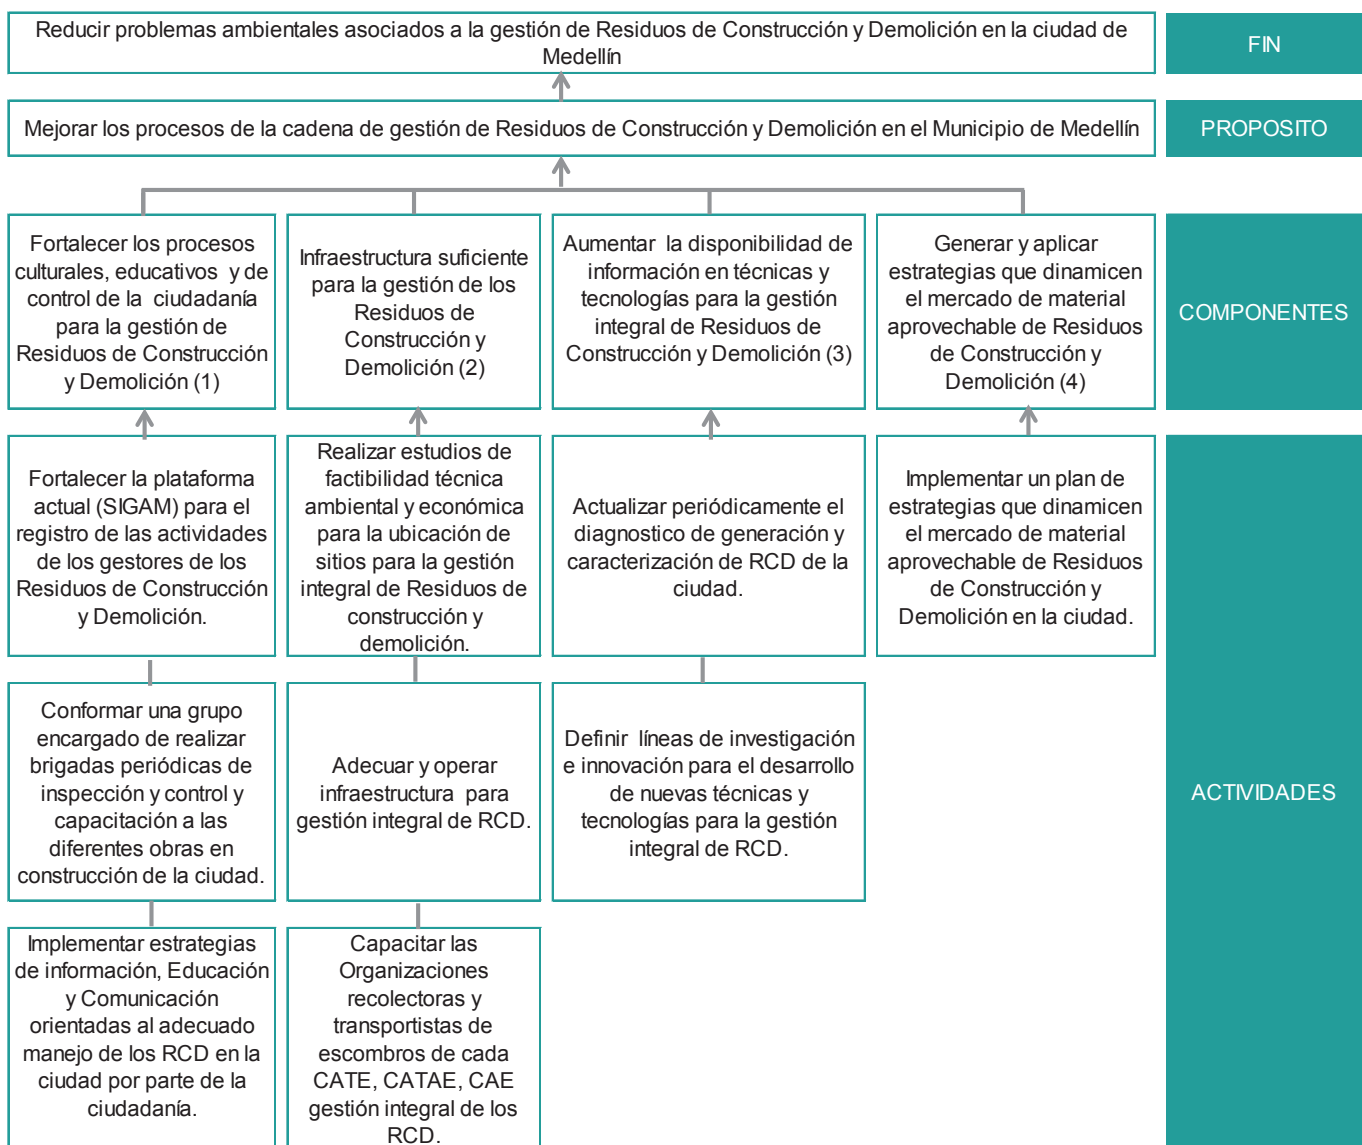 Reducir problemas ambientales asociados a la gestión de Residuos de Construcción y Demolición en la ciudad de
Medellín
FIN
Mejorar los procesos de la cadena de gestión de Residuos de Construcción y Demolición en el Municipio de Medellín
PROPOSITO
Fortalecer los procesos
culturales, educativos y de
control de la ciudadanía
para la gestión de
Residuos de Construcción
y Demolición (1)
Infraestructura suficiente
para la gestión de los
Residuos de
Construcción y
Demolición (2)
Aumentar la disponibilidad de
información en técnicas y
tecnologías para la gestión
integral de Residuos de
Construcción y Demolición (3)
Generar y aplicar
estrategias que dinamicen
el mercado de material
aprovechable de Residuos
de Construcción y
Demolición (4)
COMPONENTES
Fortalecer la plataforma
actual (SIGAM) para el
registro de las actividades
de los gestores de los
Residuos de Construcción
y Demolición.
Realizar estudios de
factibilidad técnica
ambiental y económica
para la ubicación de
sitios para la gestión
integral de Residuos de
construcción y
demolición.
Actualizar periódicamente el
diagnostico de generación y
caracterización de RCD de la
ciudad.
Implementar un plan de
estrategias que dinamicen
el mercado de material
aprovechable de Residuos
de Construcción y
Demolición en la ciudad.
Conformar una grupo
encargado de realizar
brigadas periódicas de
inspección y control y
capacitación a las
diferentes obras en
construcción de la ciudad.
Adecuar y operar
infraestructura para
gestión integral de RCD.
Definir líneas de investigación
e innovación para el desarrollo
de nuevas técnicas y
tecnologías para la gestión
integral de RCD.
ACTIVIDADES
Implementar estrategias
de información, Educación
y Comunicación
orientadas al adecuado
manejo de los RCD en la
ciudad por parte de la
ciudadanía.
Capacitar las
Organizaciones
recolectoras y
transportistas de
escombros de cada
CATE, CATAE, CAE
gestión integral de los
RCD.